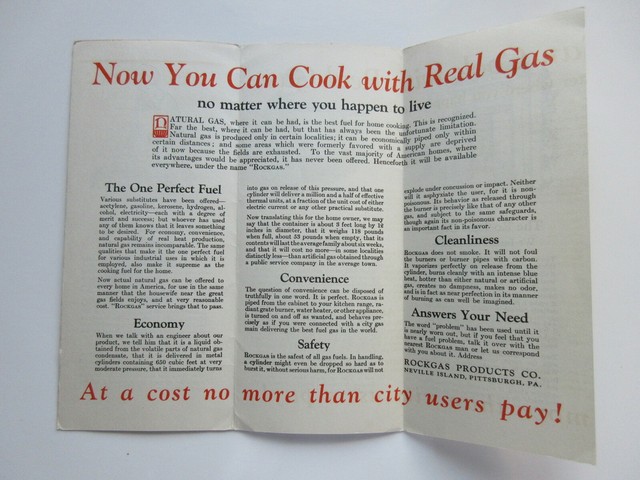 Now You Can Cook with Real Gas
no matter where you happen to live
NATURAL GAS, where it can be had, is the best fuel for home cooking. This is recognized.
Far the best, where it can be had, but that has always been the unfortunate limitation.
Natural gas is produced only in certain localities; it can be economically piped only within
certain distances; and some areas which were formerly favored with a supply are deprived
of it now because the fields are exhausted. To the vast majority of American homes, where
its advantages would be appreciated, it has never been offered. Henceforth it will be available
everywhere, under the name "ROCKGAS."
The One Perfect Fuel
Various substitutes have been offered—
acetylene, gasoline, kerosene, hydrogen, al-
cohol, electricity—each with a degree of
merit and success; but whoever has used
any of them knows that it leaves something
to be desired. For economy, convenience,
and capability of real heat production,
natural gas remains incomparable. The same
qualities that make it the one perfect fuel
for various industrial uses in which it is
employed, also make it supreme as the
cooking fuel for the home.
Now actual natural gas can be offered to
every home in America, for use in the same
manner that the housewife near the great
gas fields enjoys, and at very reasonable
cost. "ROCKGAS" service brings that to pass.
Economy
When we talk with an engineer about our
product, we tell him that it is a liquid ob-
tained from the volatile parts of natural gas
condensate, that it is delivered in metal
cylinders containing 650 cubic feet at very
moderate pressure, that it immediately turns
into gas on release of this pressure, and that one
cylinder will deliver a million and a half of effective
thermal units, at a fraction of the unit cost of either
electric current or any other practical substitute.
Now translating this for the home owner, we may
say that the container is about 3 feet long by 14
inches in diameter, that it weighs 118 pounds
when full, about 53 pounds when empty, that its
contents will last the average family about six weeks,
and that it will cost no more—in some localities
distinctly less—than artificial gas obtained through
a public service company in the average town.
Convenience
The question of convenience can be disposed of
truthfully in one word. It is perfect. ROCKGAS is
piped from the cabinet to your kitchen range, ra-
diant grate burner, water heater, or other appliance,
is turned on and off as wanted, and behaves pre-
cisely as if you were connected with a city gas
main delivering the best fuel gas in the world.
Safety
ROCKGAS is the safest of all gas fuels. In handling,
a cylinder might even be dropped so hard as to
burst it, without serious harm, for ROCKGAS will not
explode under concussion or impact. Neither
will it asphyxiate the user, for it is non-
poisonous. Its behavior as released through
the burner is precisely like that of any other
gas, and subject to the same safeguards,
though again its non-poisonous character is
an important fact in its favor.
Cleanliness
ROCKGAS does not smoke. It will not foul
the burners or burner pipes with carbon.
It vaporizes perfectly on release from the
cylinder, burns cleanly with an intense blue
heat, hotter than either natural or artificial
gas, creates no dampness, makes no odor,
and is in fact as near perfection in its manner
of burning as can well be imagined.
Answers Your Need
The word "problem" has been used until it
is nearly worn out, but if you feel that you
have a fuel problem, talk it over with the
nearest ROCKGAS man or let us correspond
with you about it. Address
ROCKGAS PRODUCTS CO.
NEVILLE ISLAND, PITTSBURGH, PA.
At a cost no more than city users pay!